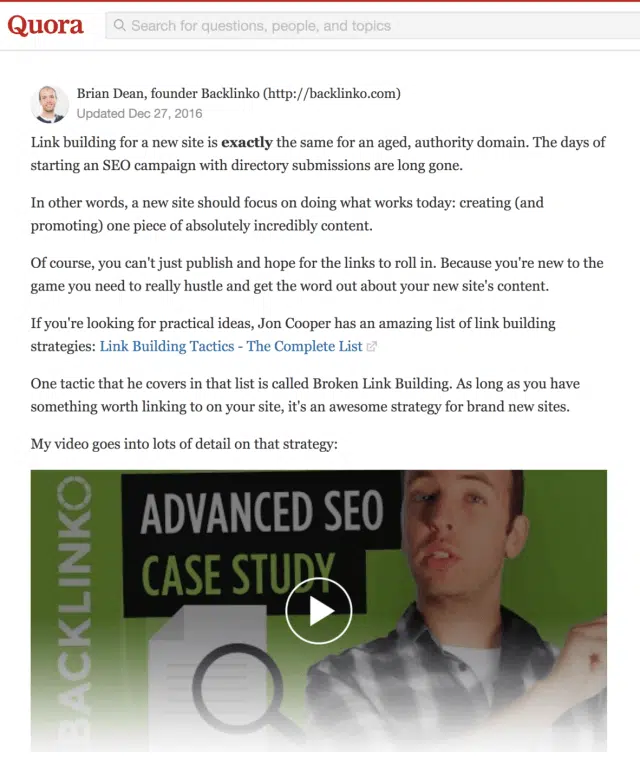 Quora
Search for questions, people, and topics
Brian Dean, founder Backlinko (http://backlinko.com)
Updated Dec 27, 2016
Link building for a new site is exactly the same for an aged, authority domain. The days of
starting an SEO campaign with directory submissions are long gone.
In other words, a new site should focus on doing what works today: creating (and
promoting) one piece of absolutely incredibly content.
Of course, you can't just publish and hope for the links to roll in. Because you're new to the
game you need to really hustle and get the word out about your new site's content.
If you're looking for practical ideas, Jon Cooper has an amazing list of link building
strategies: Link Building Tactics - The Complete List
One tactic that he covers in that list is called Broken Link Building. As long as you have
something worth linking to on your site, it's an awesome strategy for brand new sites.
My video goes into lots of detail on that strategy:
BACKLINKO
ADVANCED SEO
CASE STUDY